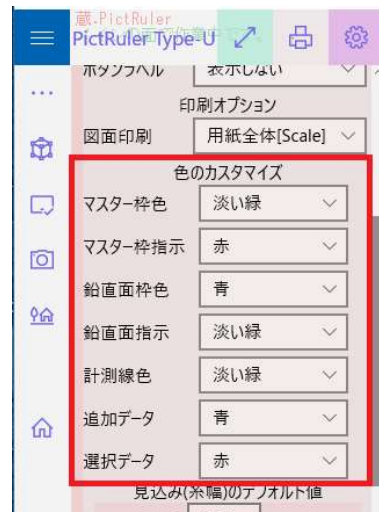 蔵.PictRuler
PictRuler Type-U
ボタンラベル 表示しない
印刷オプション
図面印刷 用紙全体[Scale]
色のカスタマイズ
マスター枠色 淡い緑
マスター枠指示 赤
鉛直面枠色 青
鉛直面指示 淡い緑
計測線色 淡い緑
追加データ 青
選択データ 赤
見込み(糸幅)のデフォルト値